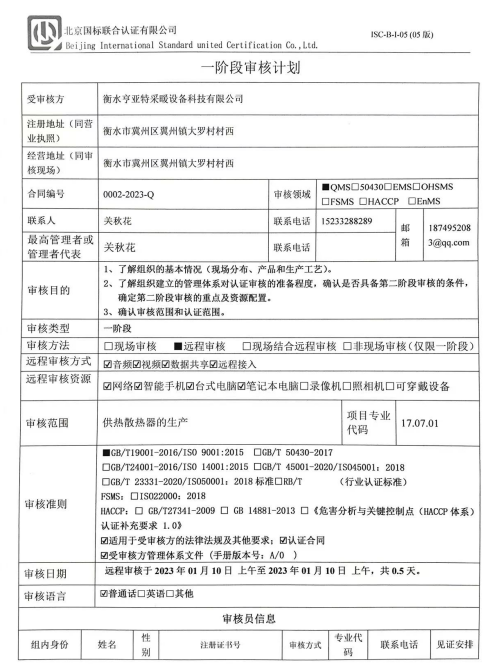 北京国标联合认证有限公司
ISC-B-I-05 (05 版)
Beijing International Standard united Certification Co.,Ltd.
一阶段审核计划
受审核方 衡水亨亚特采暖设备科技有限公司
注册地址（同营业执照） 衡水市冀州区冀州镇大罗村村西
经营地址（同审核现场） 衡水市冀州区冀州镇大罗村村西
合同编号 0002-2023-Q 审核领域 ■QMS□50430□EMS□OHSMS
□FSMS □HACCP □EnMS
联系人 关秋花 联系电话 15233288289 邮箱 187495208
3@qq.com
最高管理者或管理者代表 关秋花 联系电话
审核目的
1、了解组织的基本情况（现场分布、产品和生产工艺）。
2、了解组织建立的管理体系对认证审核的准备程度，确认是否具备第二阶段审核的条件，
确定第二阶段审核的重点及资源配置。
3、确认审核范围和认证范围。
审核类型 一阶段
审核方法 □现场审核 ■远程审核 □现场结合远程审核 □非现场审核（仅限一阶段）
远程审核方式 ☑音频☑视频☑数据共享☑远程接入
远程审核资源 ☑网络☑智能手机☑台式电脑☑笔记本电脑□录像机□照相机□可穿戴设备
审核范围 供热散热器的生产 项目专业代码 17.07.01
审核准则
■GB/T19001-2016/ISO 9001:2015 □GB/T 50430-2017
□GB/T24001-2016/ISO 14001:2015 □GB/T 45001-2020/ISO45001：2018
□GB/T 23331-2020/ISO50001：2018 标准□RB/T （行业认证标准）
FSMS：□ISO22000：2018
HACCP：□ GB/T27341-2009 □ GB 14881-2013 □《危害分析与关键控制点（HACCP 体系）
认证补充要求 1.0》
☑适用于受审核方的法律法规及其他要求；☑认证合同
☑受审核方管理体系文件（手册版本号：A/0 ）
审核日期 远程审核于 2023 年 01 月 10 日 上午至 2023 年 01 月 10 日 上午，共 0.5 天。
审核语言 ☑普通话□英语□其他
审核员信息
组内身份 姓名 性别 注册证书号 审核方式 专业代码 联系电话 见证安排